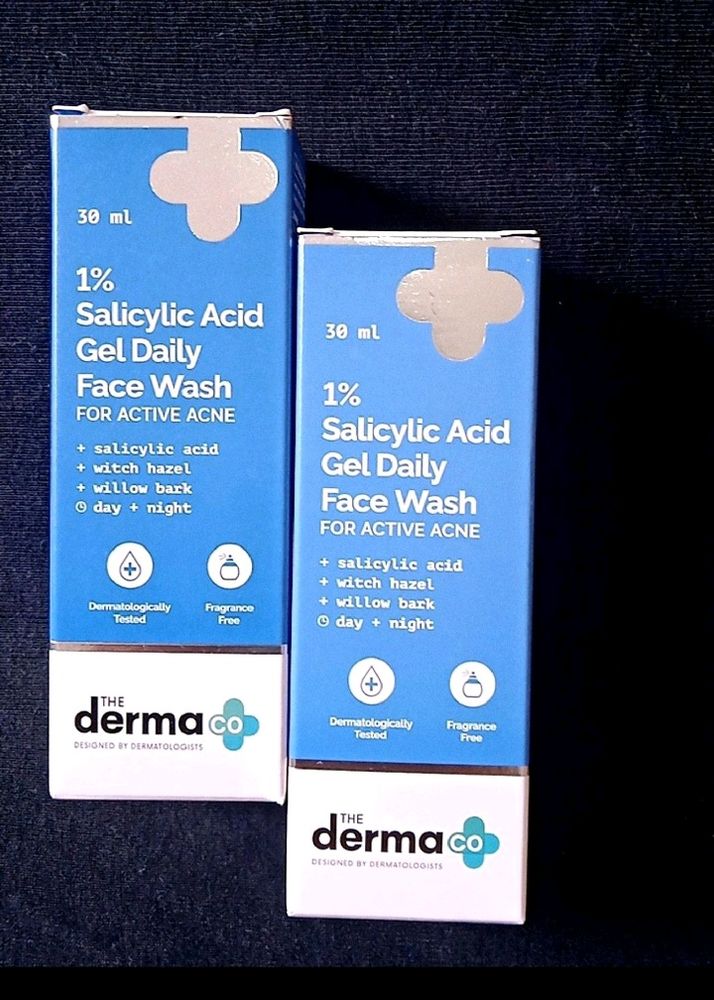 30 ml
1%
Salicylic Acid
Gel Daily
Face Wash
FOR ACTIVE ACNE
+ salicylic acid
+ witch hazel
+ willow bark
day + night
Dermatologically
Tested
Fragrance
Free
THE
derma co
DESIGNED BY DERMATOLOGISTS
30 ml
1%
Salicylic Acid
Gel Daily
Face Wash
FOR ACTIVE ACNE
+ salicylic acid
+ witch hazel
+ willow bark
day + night
Dermatologically
Tested
Fragrance
Free
THE
derma co
DESIGNED BY DERMATOLOGISTS